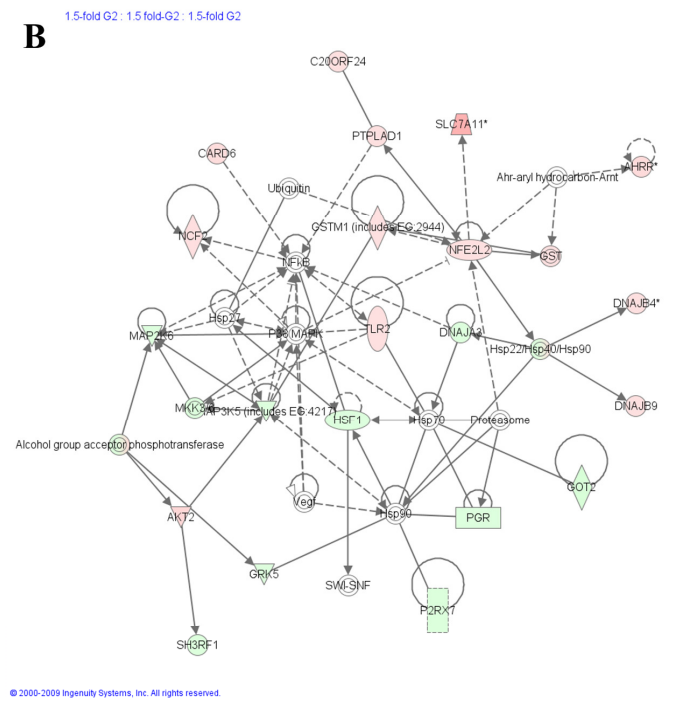 1.5-fold G2 : 1.5 fold-G2 : 1.5-fold G2
B
C20ORF24
SLC7A11*
PTPLAD1
CARD6
AHRR*
Ahr-aryl hydrocarbon-Arnt
Ubiquitin
GSTM1 (includes EG:2944)
NCF2
NFE2L2
GST
NFkB
DNAJB4*
Hsp27
MAP2K6
P38 MAPK
TLR2
DNAJA3
Hsp22/Hsp40/Hsp90
DNAJB9
AP3K5 (includes EG:4217)
HSF1
Hsp70
Proteasome
Alcohol group acceptor phosphotransferase
GOT2
Vegf
AKT2
Hsp90
PGR
GRK5
SWI-SNF
P2RX7
SH3RF1
© 2000-2009 Ingenuity Systems, Inc. All rights reserved.